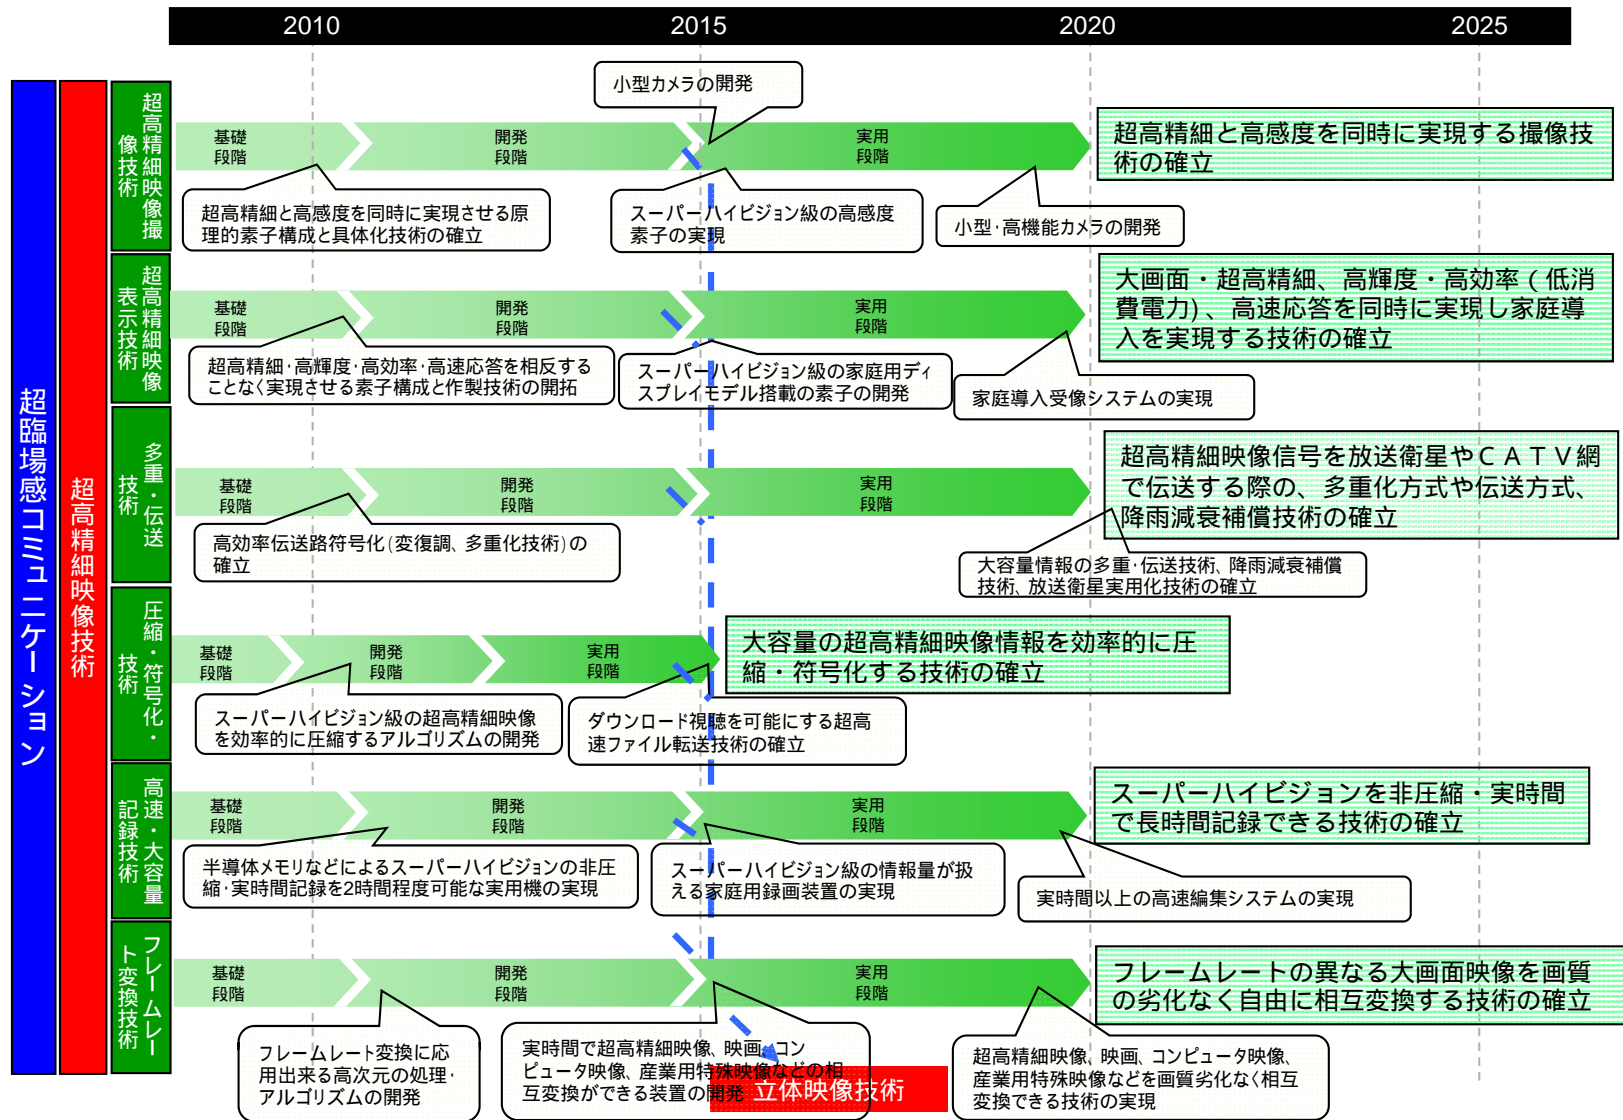 2010
2015
2020
2025
超臨場感コミュニケーション
超高精細映像技術
超高精細映像撮
像技術
基礎
段階
開発
段階
実用
段階
小型カメラの開発
超高精細と高感度を同時に実現させる原
理的素子構成と具体化技術の確立
スーパーハイビジョン級の高感度
素子の実現
小型・高機能カメラの開発
超高精細と高感度を同時に実現する撮像技
術の確立
超高精細映像
表示技術
基礎
段階
開発
段階
実用
段階
超高精細・高輝度・高効率・高速応答を相反する
ことなく実現させる素子構成と作製技術の開拓
スーパーハイビジョン級の家庭用ディ
スプレイモデル搭載の素子の開発
家庭導入受像システムの実現
大画面・超高精細、高輝度・高効率(低消
費電力)、高速応答を同時に実現し家庭導
入を実現する技術の確立
多重・伝送
技術
基礎
段階
開発
段階
実用
段階
高効率伝送路符号化(変復調、多重化技術)の
確立
大容量情報の多重・伝送技術、降雨減衰補償
技術、放送衛星実用化技術の確立
超高精細映像信号を放送衛星やCATV網
で伝送する際の、多重化方式や伝送方式、
降雨減衰補償技術の確立
圧縮・符号化・
技術
基礎
段階
開発
段階
実用
段階
スーパーハイビジョン級の超高精細映像
を効率的に圧縮するアルゴリズムの開発
ダウンロード視聴を可能にする超高
速ファイル転送技術の確立
大容量の超高精細映像情報を効率的に圧
縮・符号化する技術の確立
高速・大容量
記録技術
基礎
段階
開発
段階
実用
段階
半導体メモリなどによるスーパーハイビジョンの非圧
縮・実時間記録を2時間程度可能な実用機の実現
スーパーハイビジョン級の情報量が扱
える家庭用録画装置の実現
実時間以上の高速編集システムの実現
スーパーハイビジョンを非圧縮・実時間
で長時間記録できる技術の確立
フレームレー
ト変換技術
基礎
段階
開発
段階
実用
段階
フレームレート変換に応
用出来る高次元の処理・
アルゴリズムの開発
実時間で超高精細映像、映画、コン
ピュータ映像、産業用特殊映像などの相
互変換ができる装置の開発
超高精細映像、映画、コンピュータ映像、
産業用特殊映像などを画質劣化なく相互
変換できる技術の実現
フレームレートの異なる大画面映像を画質
の劣化なく自由に相互変換する技術の確立
立体映像技術